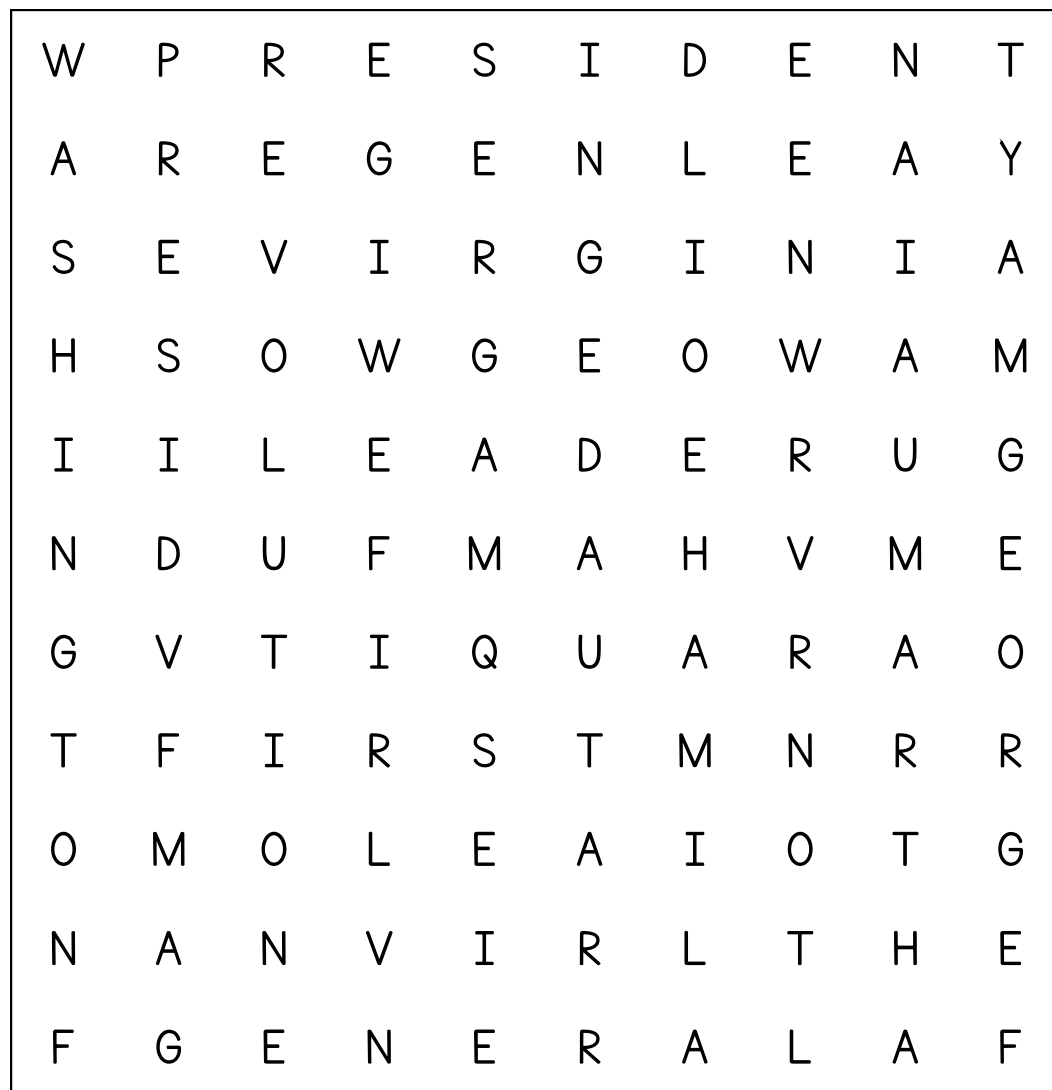 W P R E S I D E N T
A R E G E N L E A Y
S E V I R G I N I A
H S O W G E O W A M
I I L E A D E R U G
N D U F M A H V M E
G V T I Q U A R A O
T F I R S T M N R R
O M O L E A I O T G
N A N V I R L T H E
F G E N E R A L A F